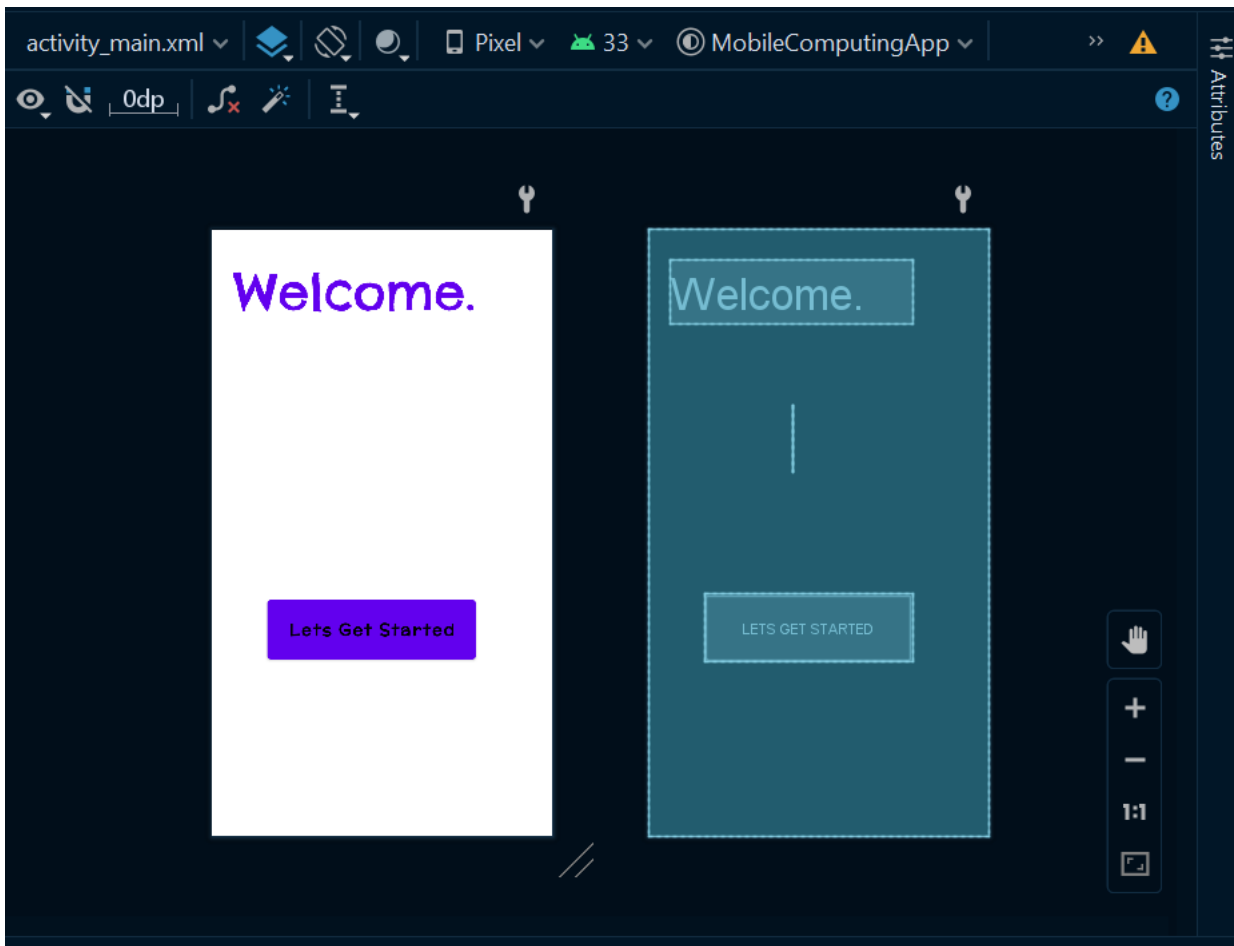 activity_main.xml Pixel 33 MobileComputingApp >>
0dp ?
Attributes
Welcome.
Lets Get Started
Welcome.
LETS GET STARTED
1:1